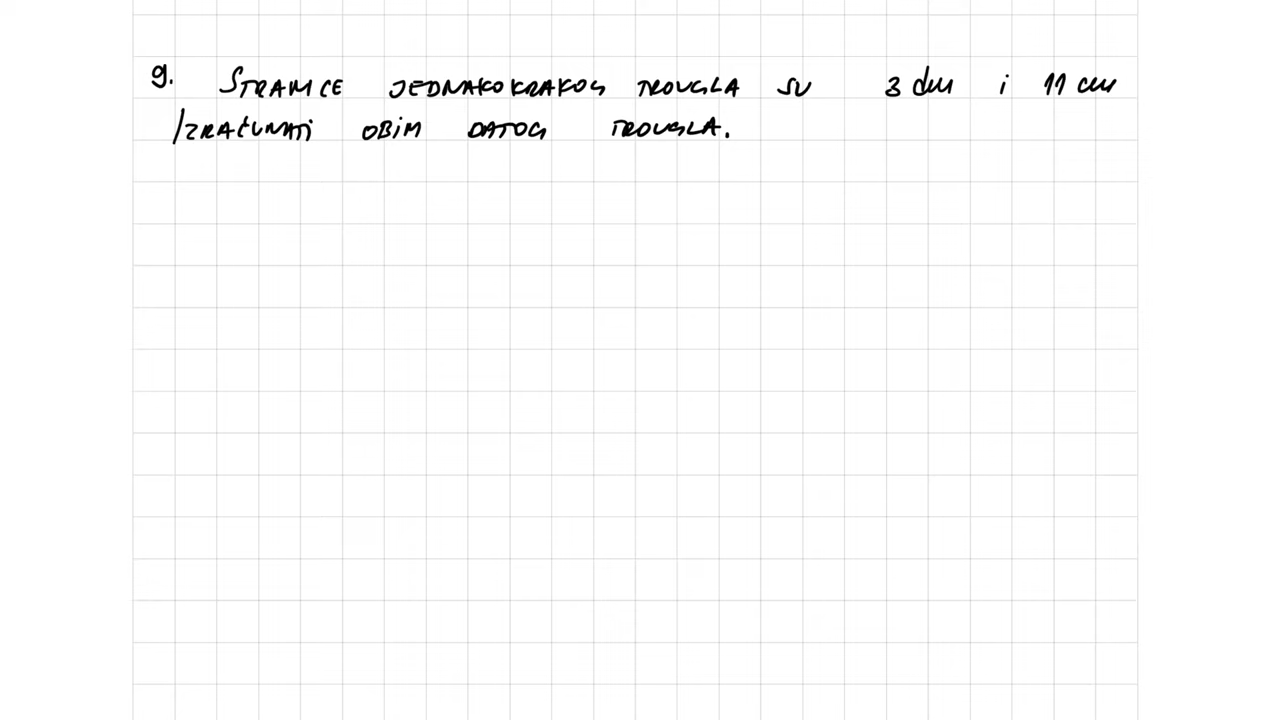 9. STRANICE JEDNAKOKRAKOG TROUGLA SU 3 dm i 11 cm
IZRAČUNATI OBIM DATOG TROUGLA.